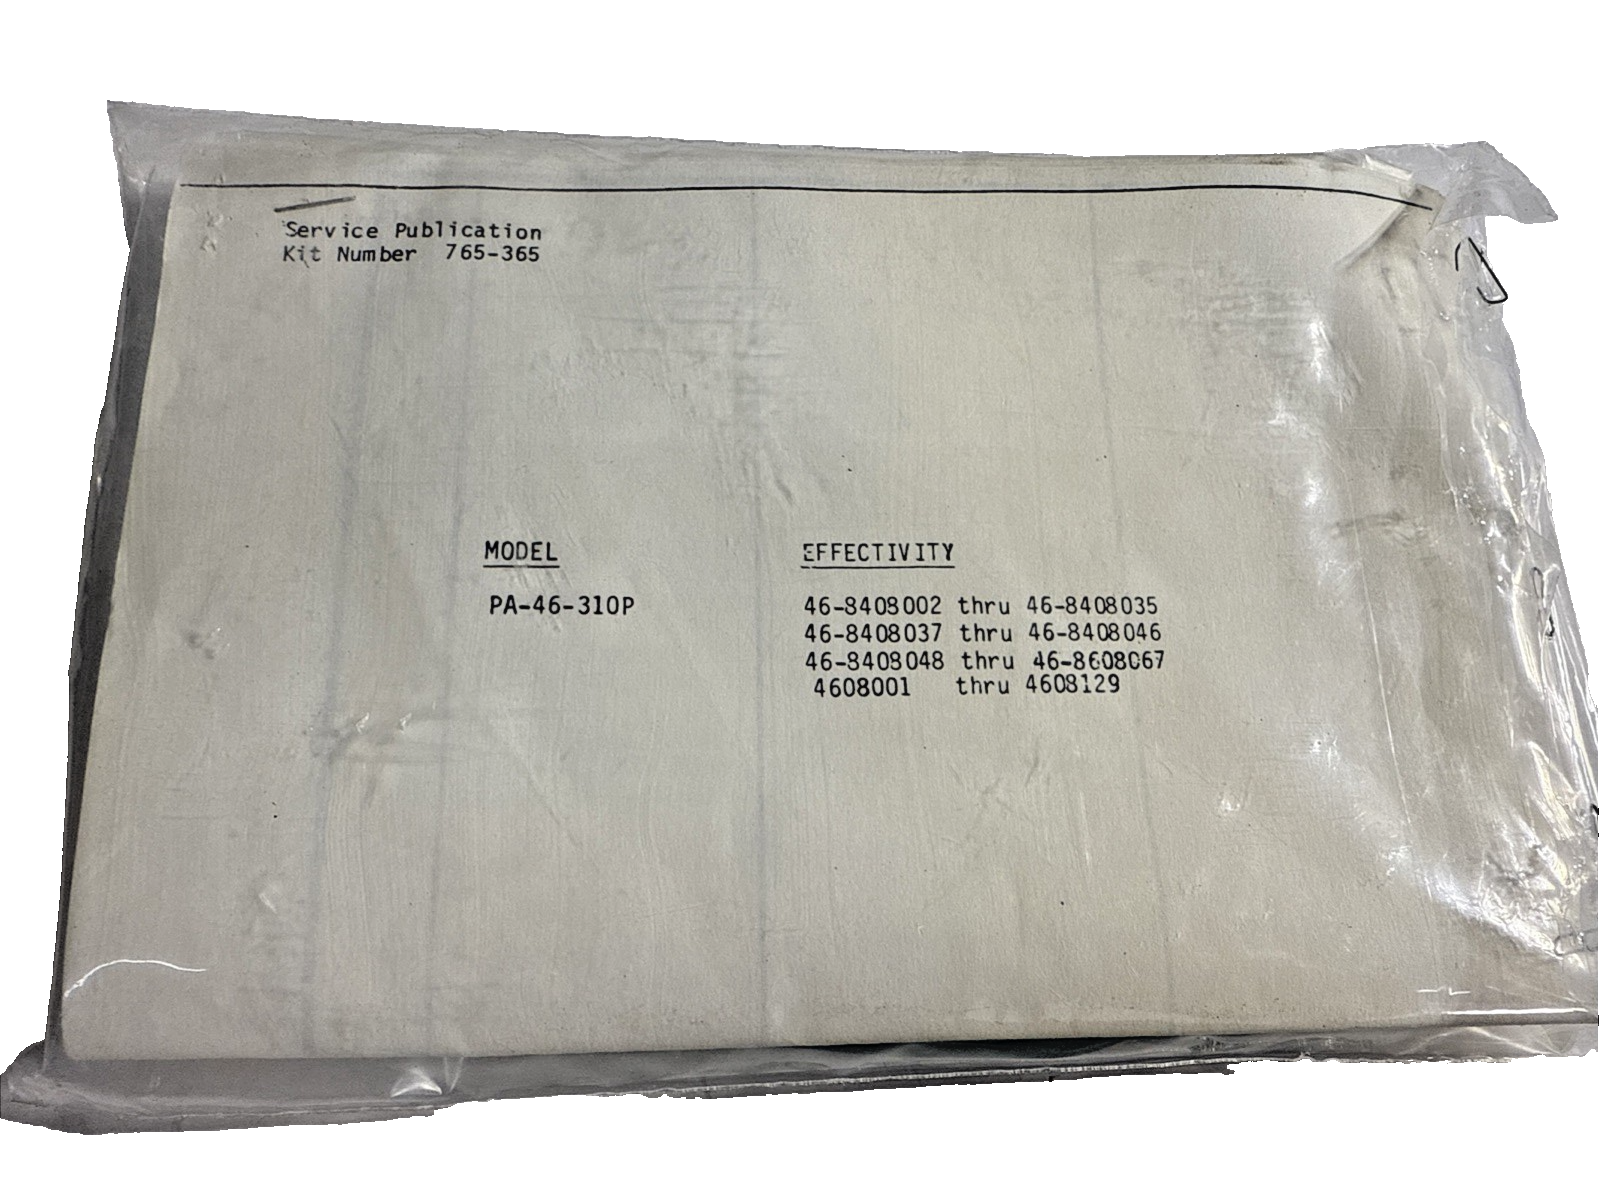 Service Publication
Kit Number 765-365
MODEL EFFECTIVITY
PA-46-310P 46-8408002 thru 46-8408035
46-8408037 thru 46-8408046
46-8408048 thru 46-8608067
4608001 thru 4608129